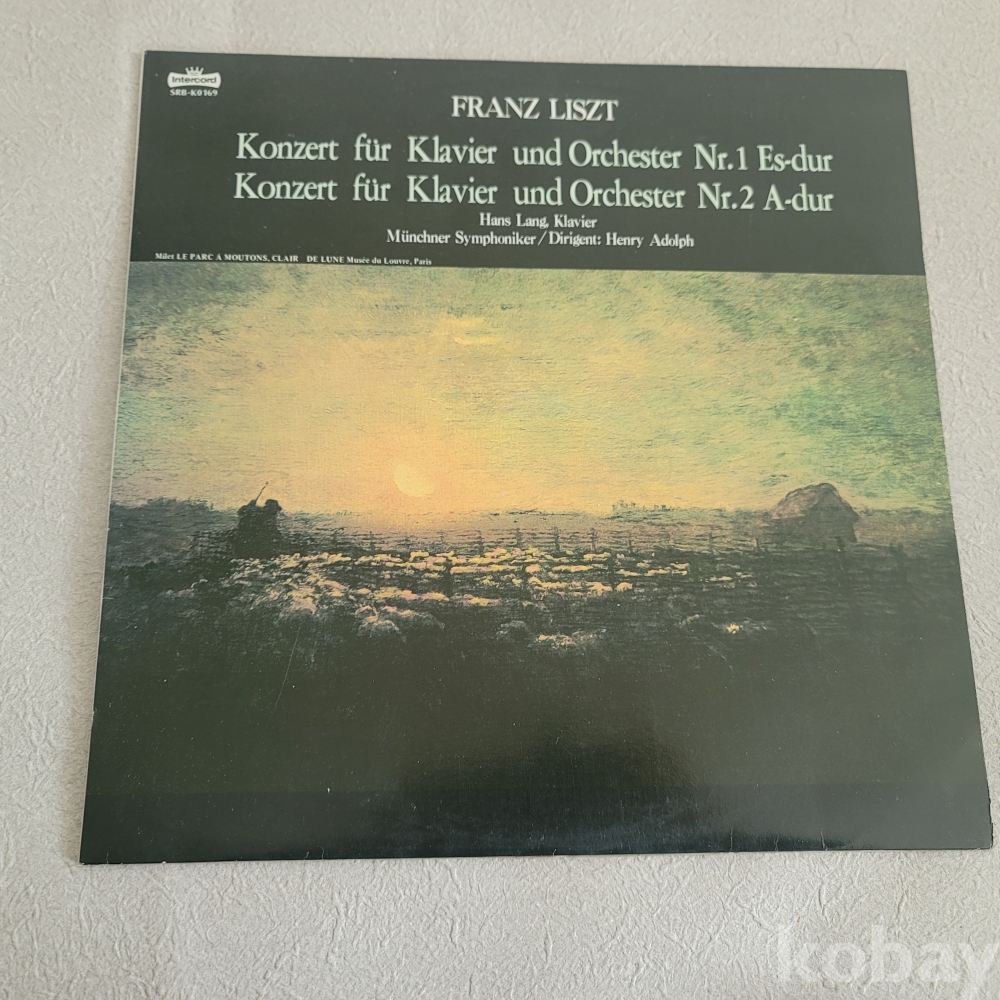 Intercord
SRB-K0169
FRANZ LISZT
Konzert für Klavier und Orchester Nr.1 Es-dur
Konzert für Klavier und Orchester Nr.2 A-dur
Hans Lang, Klavier
Münchner Symphoniker/Dirigent: Henry Adolph
Milet LE PARC À MOUTONS, CLAIR DE LUNE Musée du Louvre, Paris
kobay